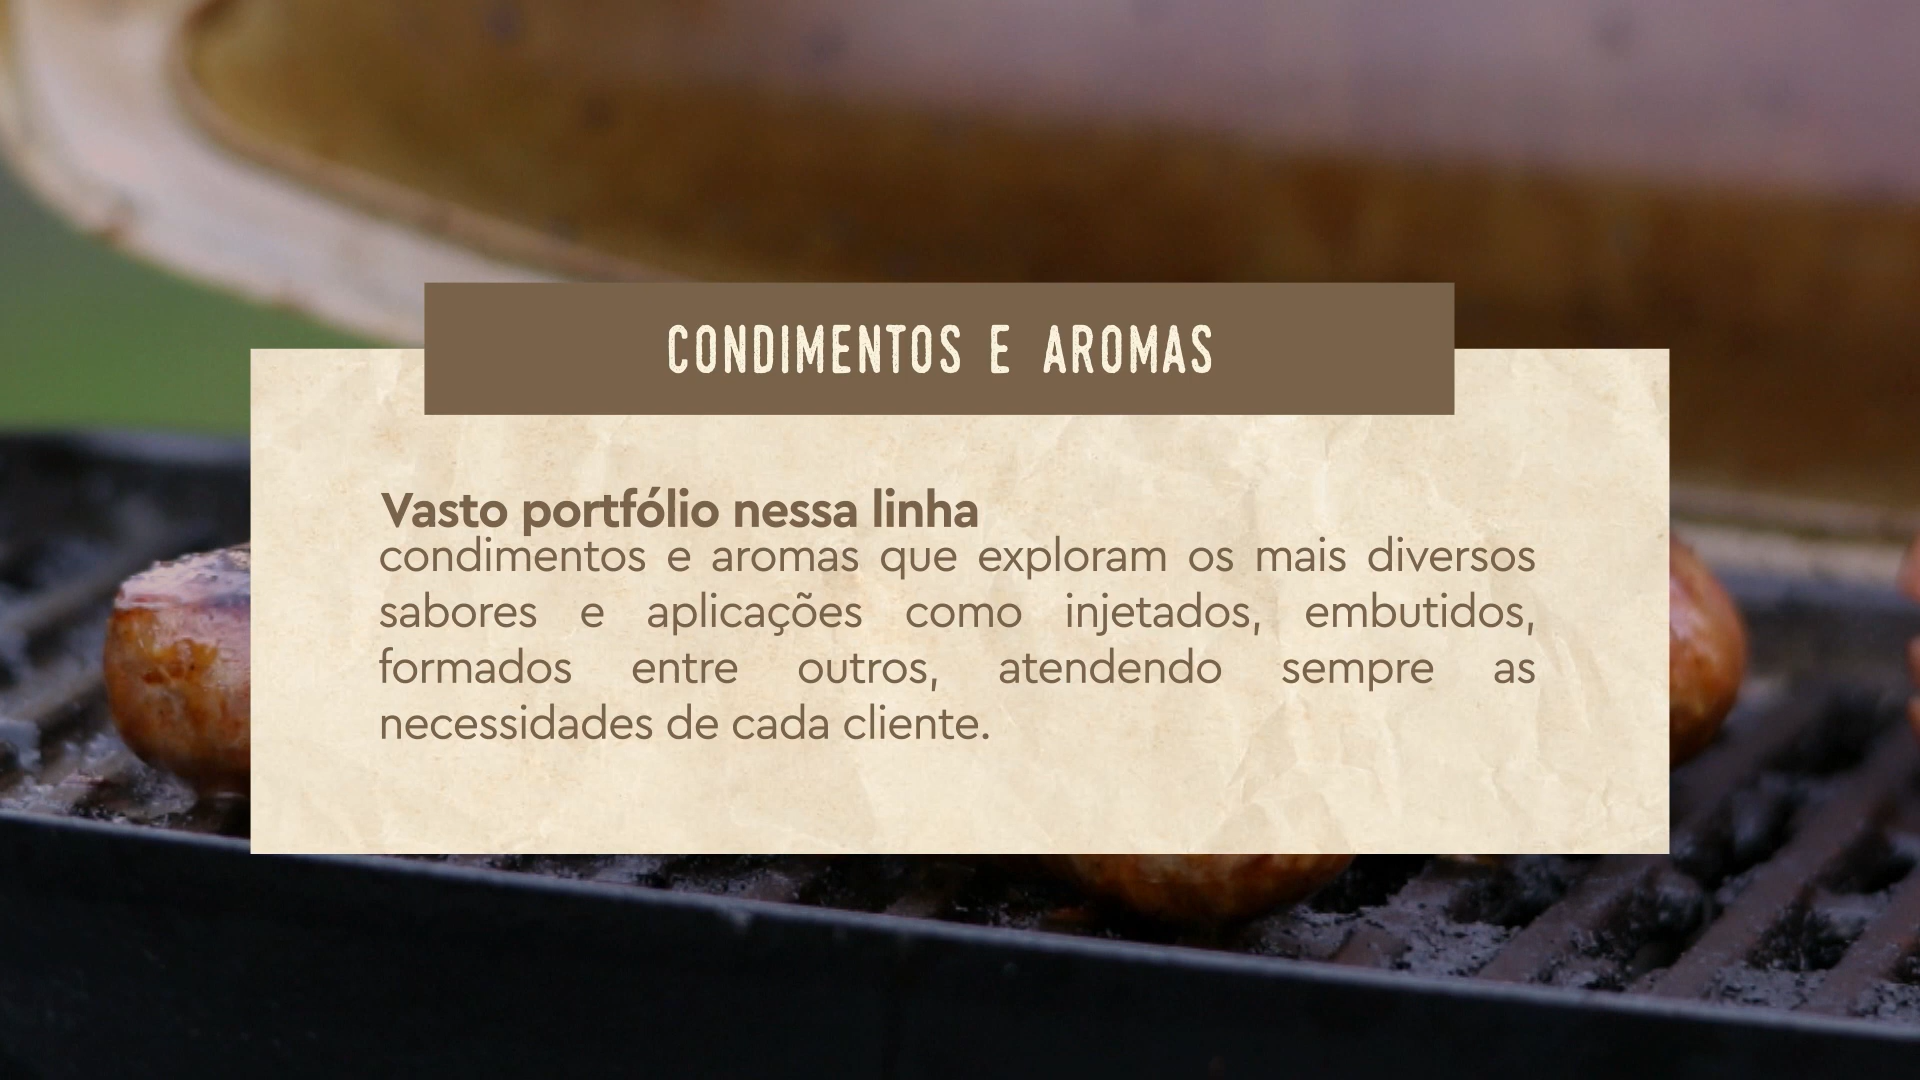 CONDIMENTOS E AROMAS
Vasto portfólio nessa linha
condimentos e aromas que exploram os mais diversos
sabores e aplicações como injetados, embutidos,
formados entre outros, atendendo sempre as
necessidades de cada cliente.